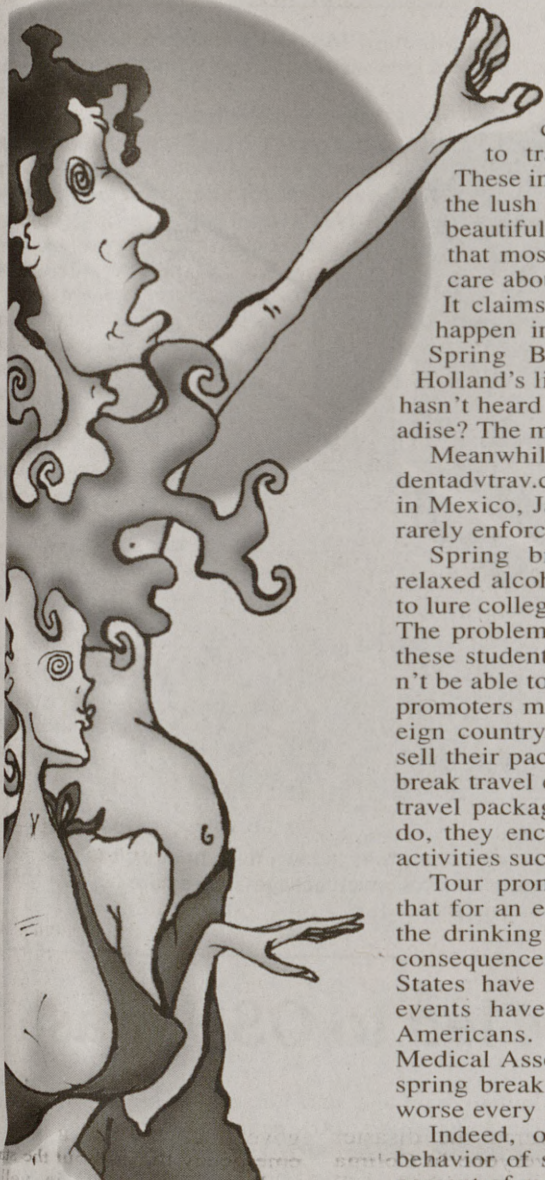 to tr
These in
the lush
beautiful
that mos
care abo
It claims
happen in
Spring B
Holland's li
hasn't heard
adise? The m
Meanwhil
dentadvtrav.c
in Mexico, J
rarely enforc
Spring b
relaxed alcoh
to lure colleg
The problem
these student
n't be able to
promoters m
eign country
sell their pac
break travel
travel packag
do, they enc
activities suc
Tour pron
that for an e
the drinking
consequence
States have
events have
Americans.
Medical Asso
spring break
worse every
Indeed, o
behavior of s